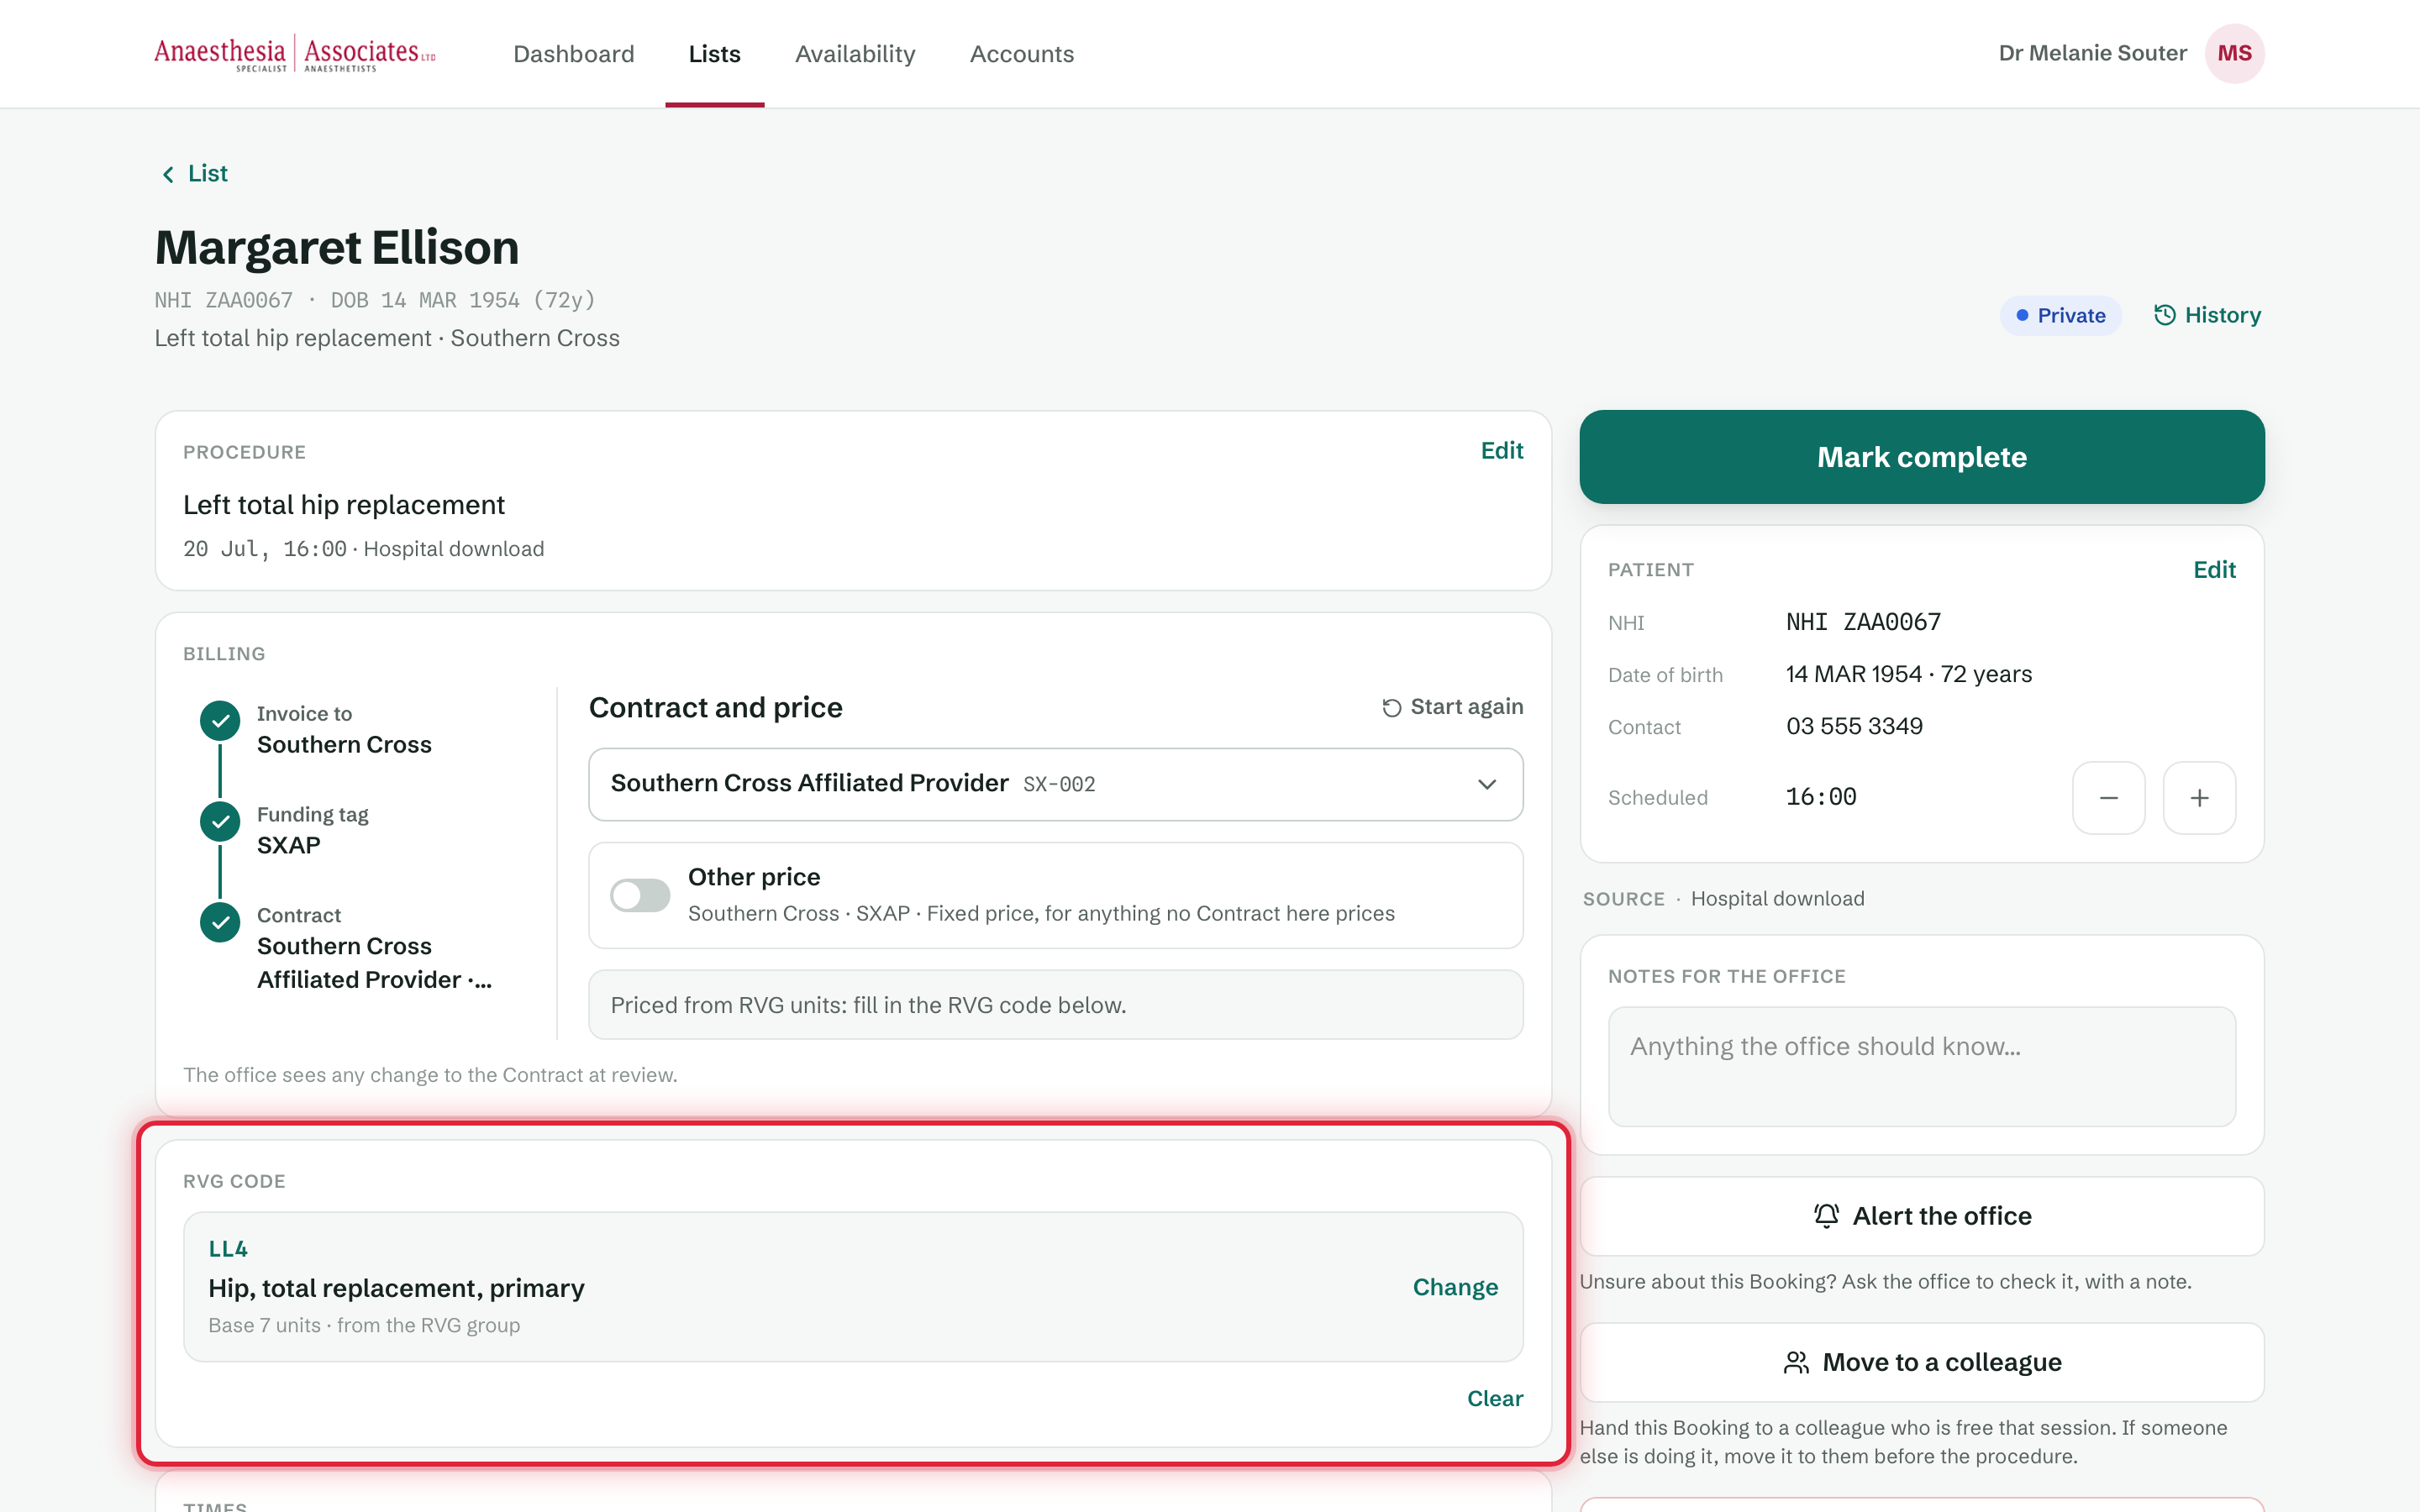 Anaesthesia | Associates LTD
SPECIALIST ANAESTHETISTS
Dashboard
Lists
Availability
Accounts
Dr Melanie Souter
MS
List
Margaret Ellison
NHI ZAA0067 · DOB 14 MAR 1954 (72y)
Left total hip replacement · Southern Cross
Private
History
PROCEDURE
Edit
Left total hip replacement
20 Jul, 16:00 · Hospital download
BILLING
Invoice to
Southern Cross
Funding tag
SXAP
Contract
Southern Cross
Affiliated Provider ·...
Contract and price
Start again
Southern Cross Affiliated Provider SX-002
Other price
Southern Cross · SXAP · Fixed price, for anything no Contract here prices
Priced from RVG units: fill in the RVG code below.
The office sees any change to the Contract at review.
RVG CODE
LL4
Hip, total replacement, primary
Base 7 units · from the RVG group
Change
Clear
TIMES
Mark complete
PATIENT
Edit
NHI
NHI ZAA0067
Date of birth
14 MAR 1954 · 72 years
Contact
03 555 3349
Scheduled
16:00
SOURCE · Hospital download
NOTES FOR THE OFFICE
Anything the office should know...
Alert the office
Unsure about this Booking? Ask the office to check it, with a note.
Move to a colleague
Hand this Booking to a colleague who is free that session. If someone
else is doing it, move it to them before the procedure.